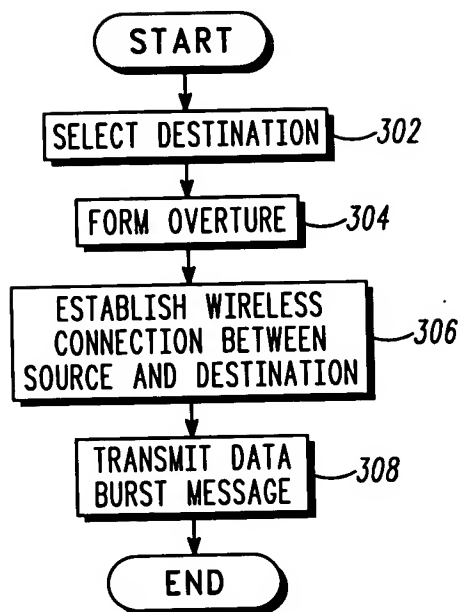 START
SELECT DESTINATION
302
FORM OVERTURE
304
ESTABLISH WIRELESS
CONNECTION BETWEEN
SOURCE AND DESTINATION
306
TRANSMIT DATA
BURST MESSAGE
308
END